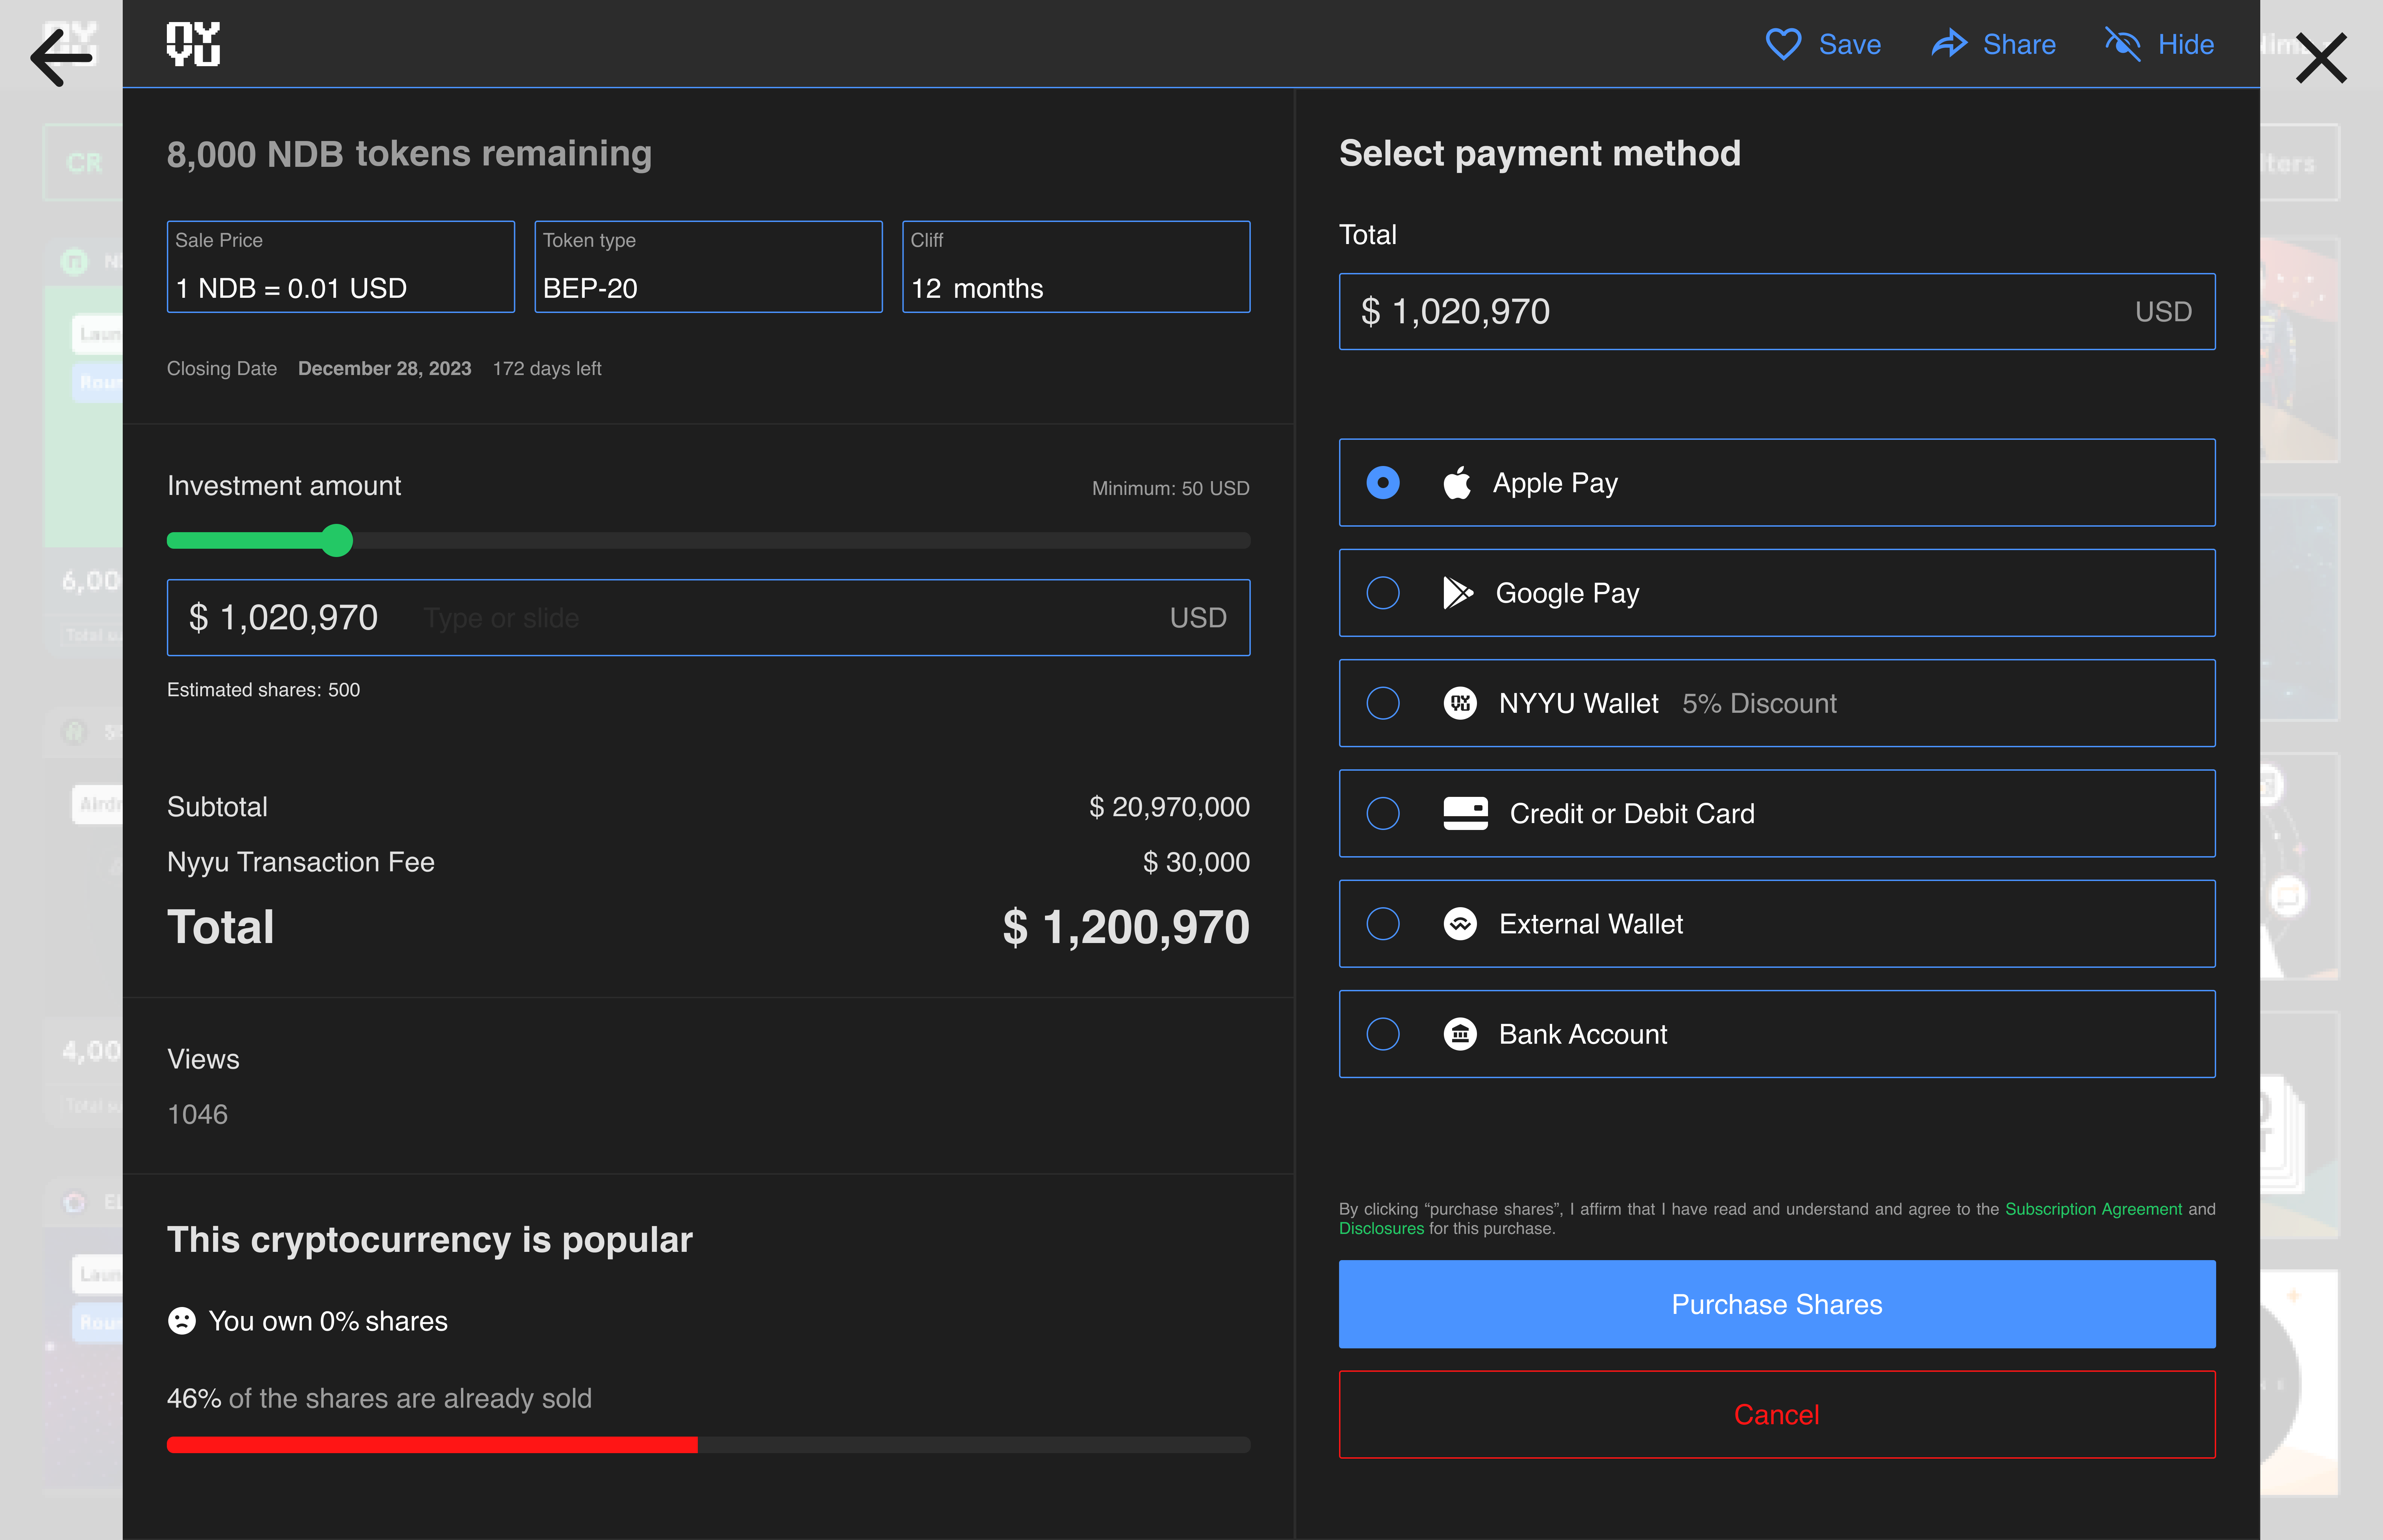 NYYU
Save
Share
Hide
8,000 NDB tokens remaining
Sale Price
1 NDB = 0.01 USD
Token type
BEP-20
Cliff
12 months
Closing Date December 28, 2023 172 days left
Investment amount
Minimum: 50 USD
$ 1,020,970 Type or slide USD
Estimated shares: 500
Subtotal $ 20,970,000
Nyyu Transaction Fee $ 30,000
Total $ 1,200,970
Views
1046
This cryptocurrency is popular
You own 0% shares
46% of the shares are already sold
Select payment method
Total
$ 1,020,970 USD
Apple Pay
Google Pay
NYYU Wallet 5% Discount
Credit or Debit Card
External Wallet
Bank Account
By clicking “purchase shares”, I affirm that I have read and understand and agree to the Subscription Agreement and
Disclosures for this purchase.
Purchase Shares
Cancel
CR
6,00
4,00